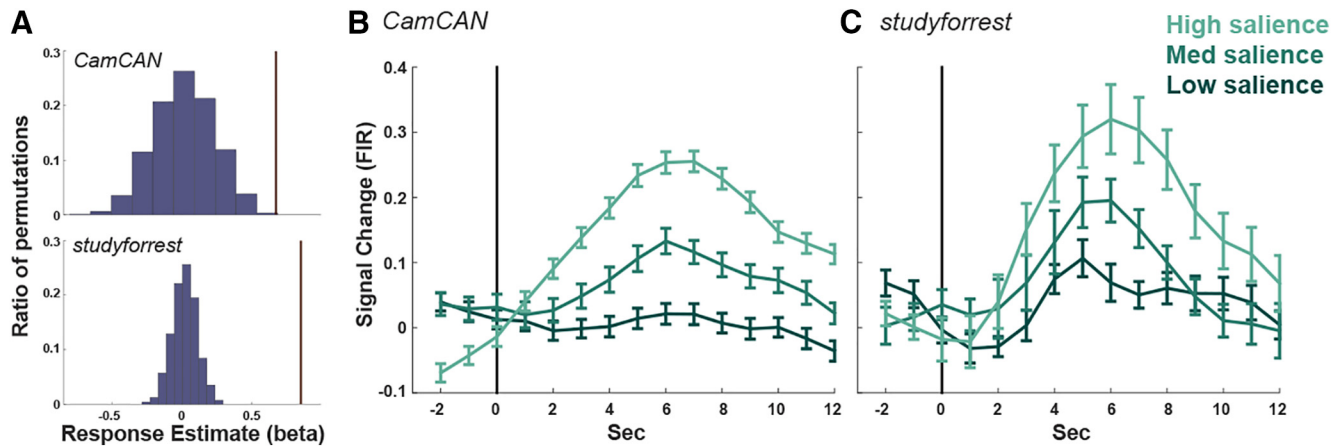 A
CamCAN
0.3
0.2
0.1
0
studyforrest
0.3
0.2
0.1
0
-0.5
0
0.5
Ratio of permutations
Response Estimate (beta)
B
CamCAN
0.4
0.3
0.2
0.1
0
-0.1
-2
0
2
4
6
8
10
12
Signal Change (FIR)
Sec
C
studyforrest
High salience
Med salience
Low salience
-2
0
2
4
6
8
10
12
Sec